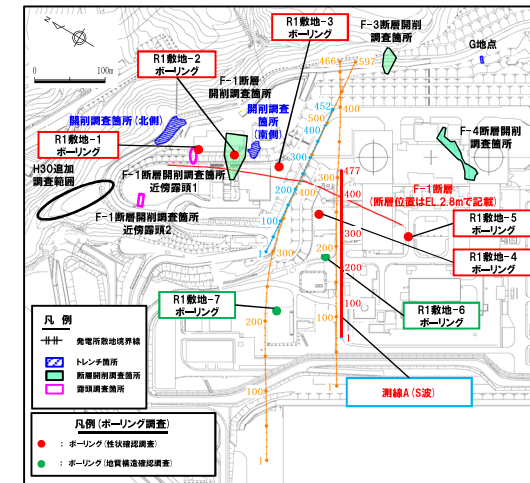 N
0 100m
R1敷地-3
ボーリング
F-3断層開削
調査箇所
G地点
R1敷地-2
ボーリング
F-1断層
開削調査箇所
466
597
400
452
500
400
300
200
100
1
開削調査箇所(北側)
開削調査
箇所
(南側)
F-4断層開削
調査箇所
R1敷地-1
ボーリング
H30追加
調査範囲
F-1断層開削調査箇所
近傍露頭1
F-1断層開削調査箇所
近傍露頭2
477
400
300
200
100
1
F-1断層
(断層位置はEL.2.8mで記載)
R1敷地-5
ボーリング
R1敷地-4
ボーリング
300
300
200
200
100
100
1
1
R1敷地-7
ボーリング
R1敷地-6
ボーリング
測線A(S波)
凡 例
発電所敷地境界線
トレンチ箇所
断層開削調査箇所
露頭調査箇所
凡例(ボーリング調査)
: ボーリング(性状確認調査)
: ボーリング(地質構造確認調査)